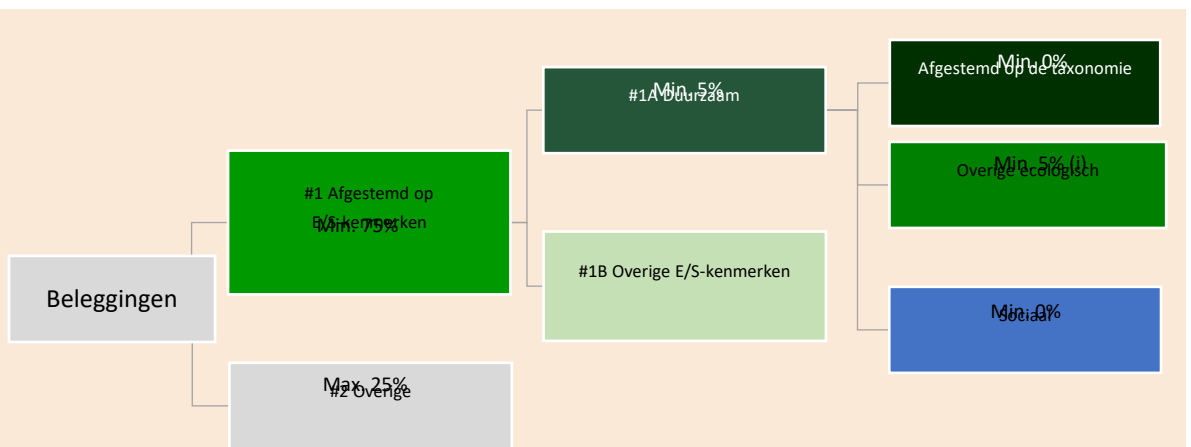 Beleggingen
#1 Afgestemd op
E/S-kenmerken
Min. 75%
Max. 25%
#2 Overige
Min. 5%
#1A Duurzaam
#1B Overige E/S-kenmerken
Min. 0%
Afgestemd op de taxonomie
Min. 5% (i)
Overige ecologisch
Min. 0%
Sociaal